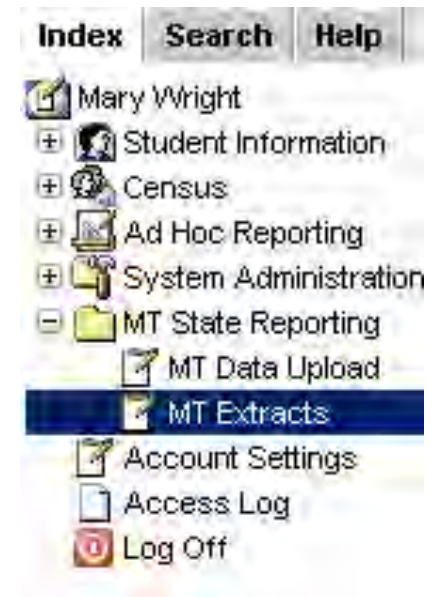 Index Search Help
Mary Wright
Student Information
Census
Ad Hoc Reporting
System Administration
MT State Reporting
MT Data Upload
MT Extracts
Account Settings
Access Log
Log Off